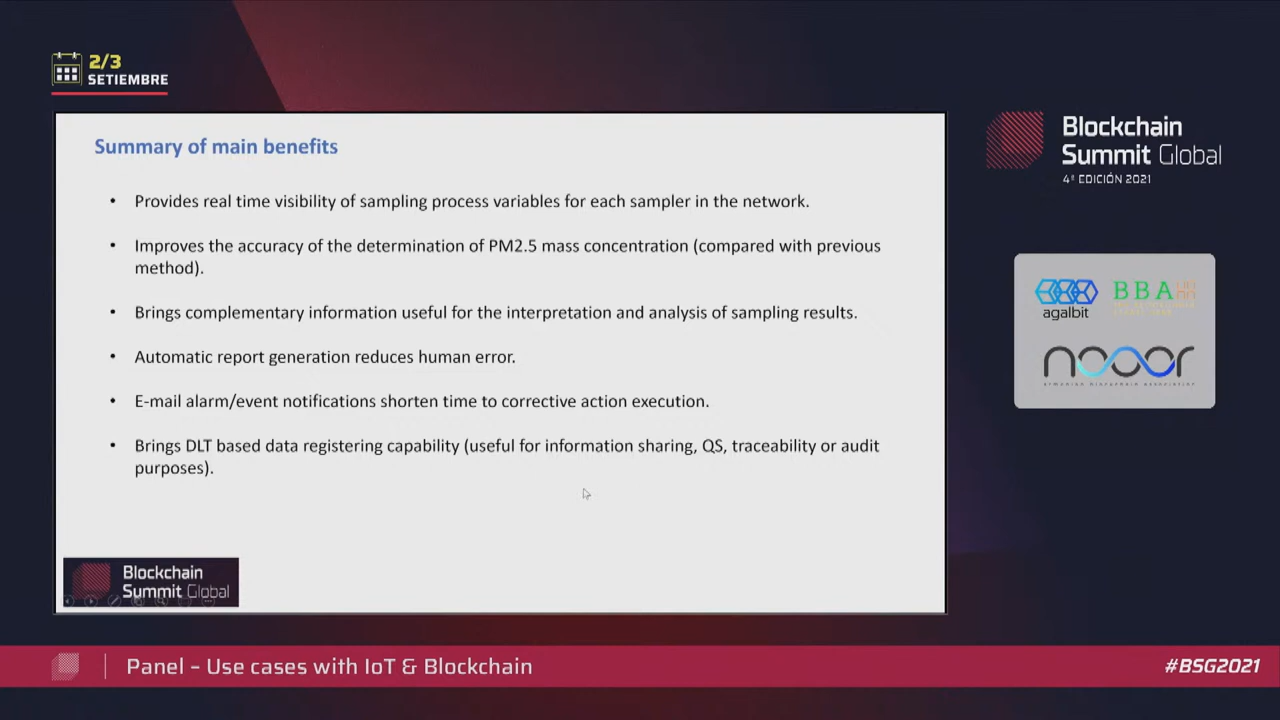 2/3
SETIEMBRE
Blockchain
Summit Global
4ª EDICIÓN 2021
Summary of main benefits
• Provides real time visibility of sampling process variables for each sampler in the network.
• Improves the accuracy of the determination of PM2.5 mass concentration (compared with previous
method).
• Brings complementary information useful for the interpretation and analysis of sampling results.
• Automatic report generation reduces human error.
• E-mail alarm/event notifications shorten time to corrective action execution.
• Brings DLT based data registering capability (useful for information sharing, QS, traceability or audit
purposes).
agalbit
BBA
nooor
Blockchain
Summit Global
Panel – Use cases with IoT & Blockchain
#BSG2021